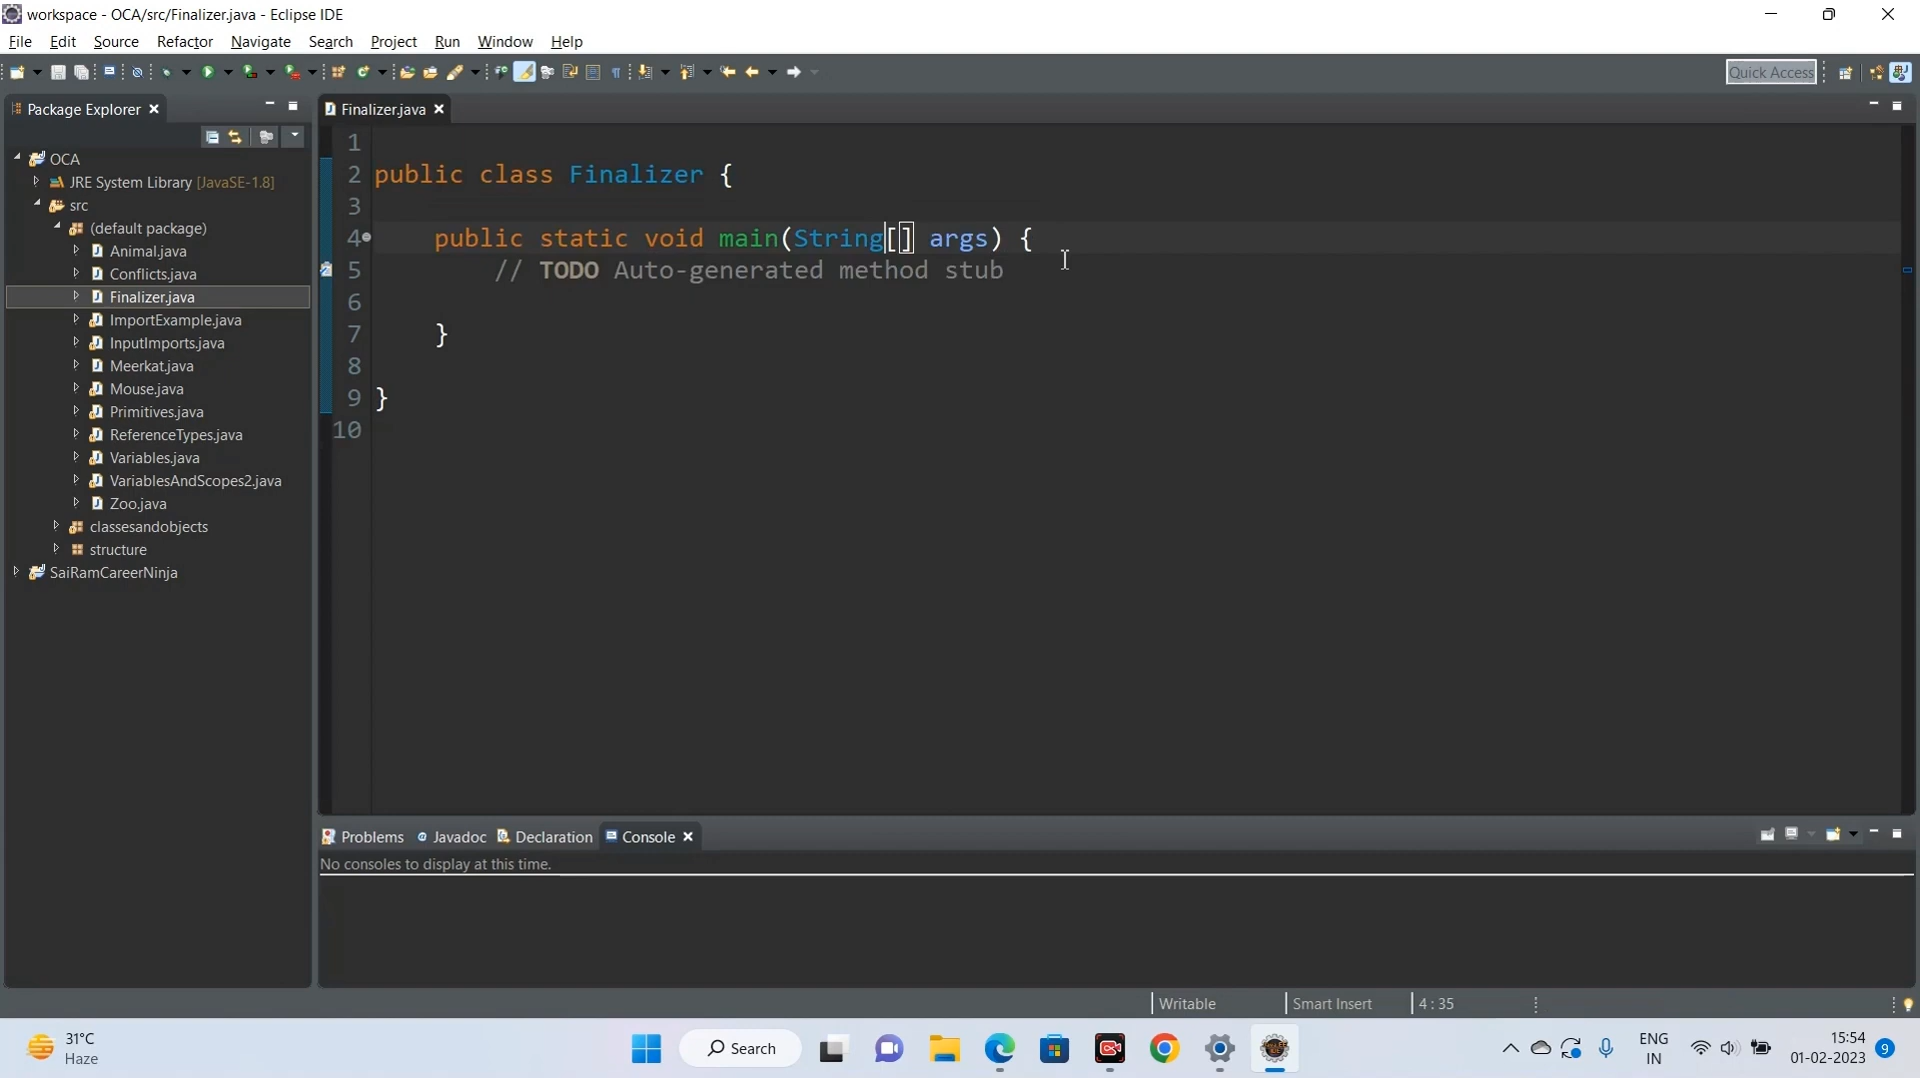 workspace - OCA/src/Finalizer.java - Eclipse IDE
File Edit Source Refactor Navigate Search Project Run Window Help
Quick Access
Package Explorer
Finalizer.java
OCA
JRE System Library [JavaSE-1.8]
src
(default package)
Animal.java
Conflicts.java
Finalizer.java
ImportExample.java
InputImports.java
Meerkat.java
Mouse.java
Primitives.java
ReferenceTypes.java
Variables.java
VariablesAndScopes2.java
Zoo.java
classesandobjects
structure
SaiRamCareerNinja
1
2 public class Finalizer {
3
4 public static void main(String[] args) {
5 // TODO Auto-generated method stub
6
7 }
8
9 }
10
Problems Javadoc Declaration Console
No consoles to display at this time.
Writable Smart Insert 4 : 35
31°C
Haze
Search
ENG
IN
15:54
01-02-2023
9